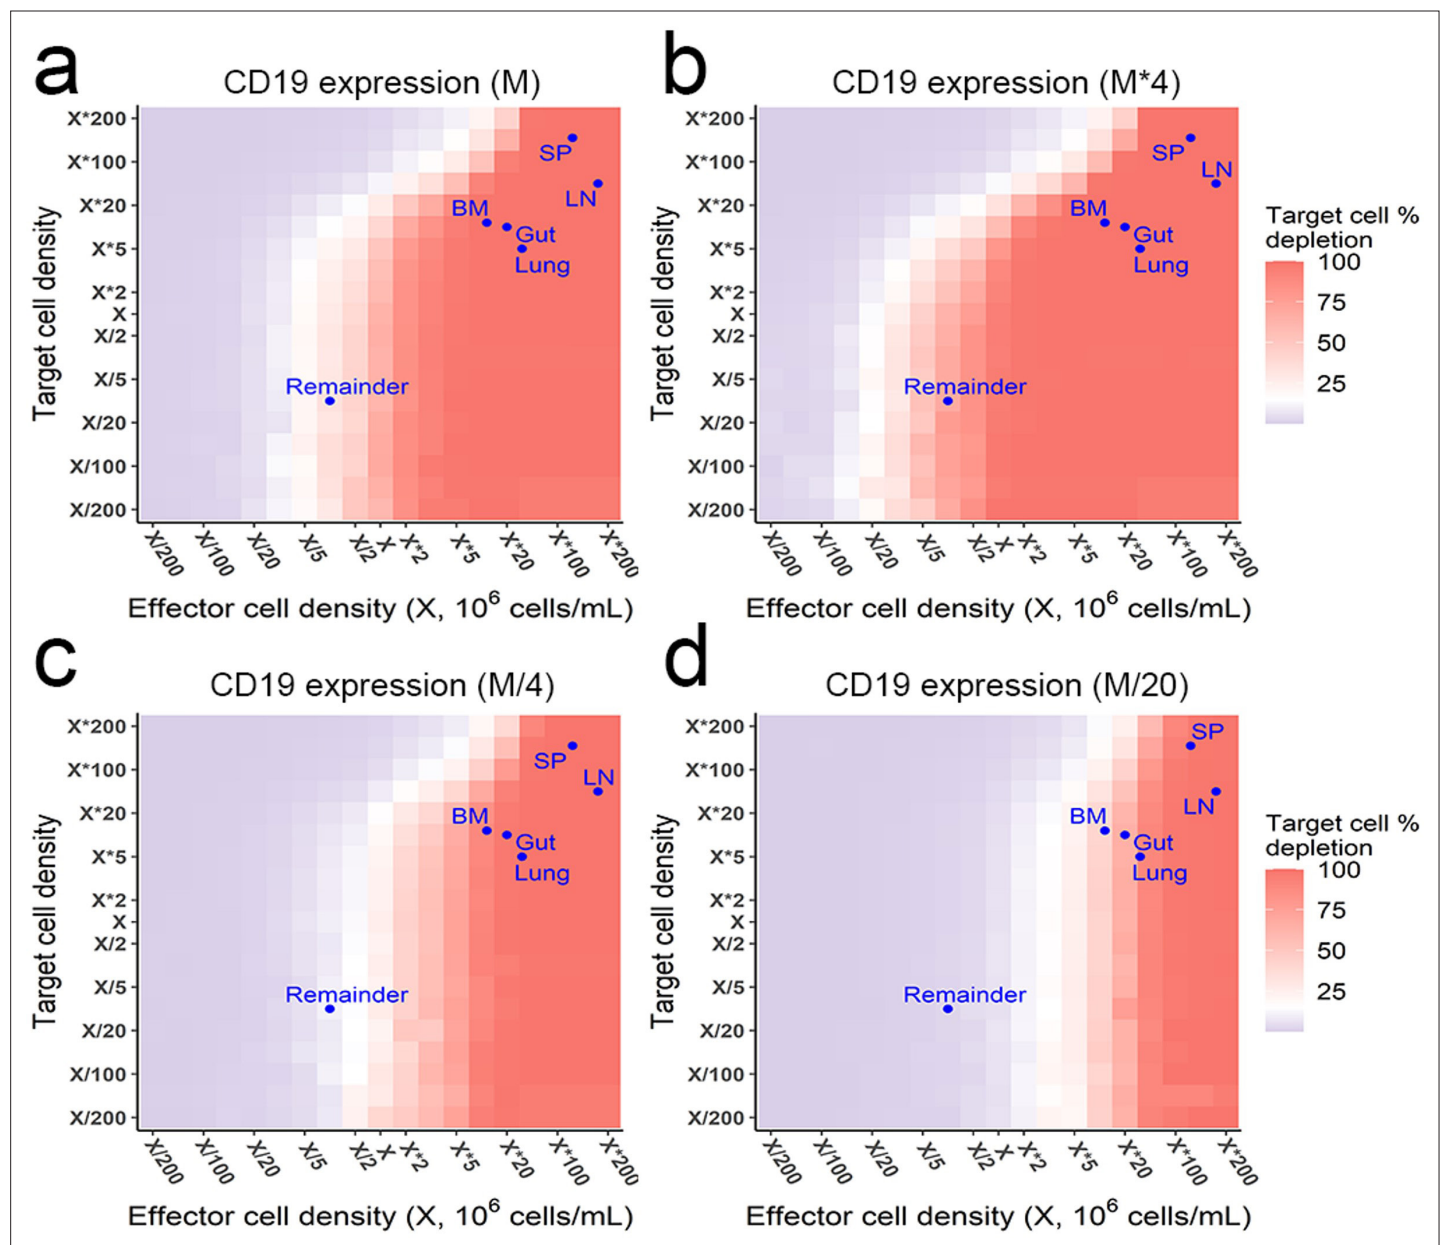 a
CD19 expression (M)
Target cell density
X*200
X*100
X*20
X*5
X*2
X
X/2
X/5
X/20
X/100
X/200
SP
LN
BM
Gut
Lung
Remainder
X/200
X/100
X/20
X/5
X/2
X
X*2
X*5
X*20
X*100
X*200
Effector cell density (X, 10⁶ cells/mL)
b
CD19 expression (M*4)
Target cell density
X*200
X*100
X*20
X*5
X*2
X
X/2
X/5
X/20
X/100
X/200
SP
LN
BM
Gut
Lung
Remainder
X/200
X/100
X/20
X/5
X/2
X
X*2
X*5
X*20
X*100
X*200
Effector cell density (X, 10⁶ cells/mL)
Target cell %
depletion
100
75
50
25
c
CD19 expression (M/4)
Target cell density
X*200
X*100
X*20
X*5
X*2
X
X/2
X/5
X/20
X/100
X/200
SP
LN
BM
Gut
Lung
Remainder
X/200
X/100
X/20
X/5
X/2
X
X*2
X*5
X*20
X*100
X*200
Effector cell density (X, 10⁶ cells/mL)
d
CD19 expression (M/20)
Target cell density
X*200
X*100
X*20
X*5
X*2
X
X/2
X/5
X/20
X/100
X/200
SP
LN
BM
Gut
Lung
Remainder
X/200
X/100
X/20
X/5
X/2
X
X*2
X*5
X*20
X*100
X*200
Effector cell density (X, 10⁶ cells/mL)
Target cell %
depletion
100
75
50
25